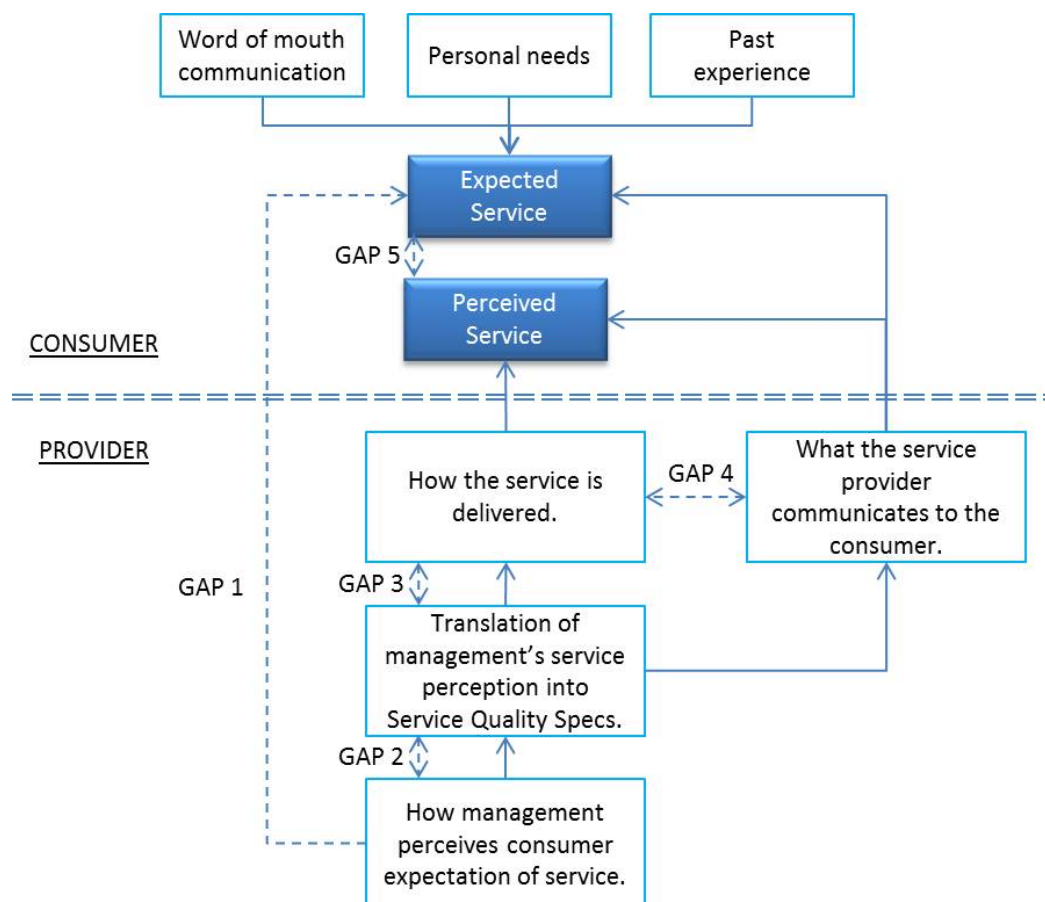 Word of mouth
communication
Personal needs
Past
experience
Expected
Service
GAP 5
Perceived
Service
CONSUMER
PROVIDER
How the service is
delivered.
GAP 4
What the service
provider
communicates to the
consumer.
GAP 1
GAP 3
Translation of
management’s service
perception into
Service Quality Specs.
GAP 2
How management
perceives consumer
expectation of service.